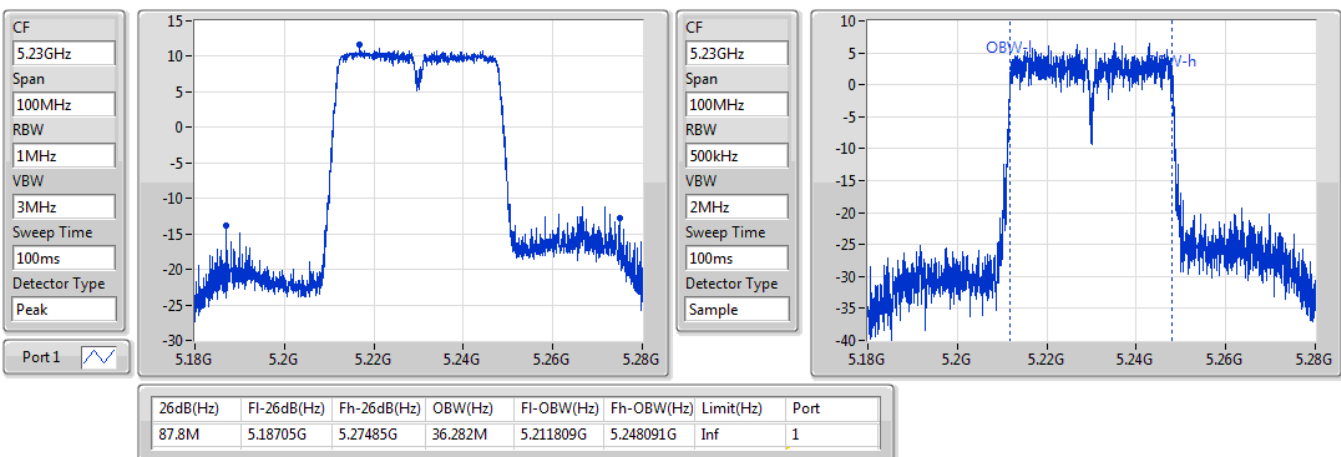 CF
5.23GHz
Span
100MHz
RBW
1MHz
VBW
3MHz
Sweep Time
100ms
Detector Type
Peak
Port 1
15
10
5
0
-5
-10
-15
-20
-25
-30
5.18G 5.2G 5.22G 5.24G 5.26G 5.28G
CF
5.23GHz
Span
100MHz
RBW
500kHz
VBW
2MHz
Sweep Time
100ms
Detector Type
Sample
10
5
0
-5
-10
-15
-20
-25
-30
-35
-40
5.18G 5.2G 5.22G 5.24G 5.26G 5.28G
26dB(Hz) Fl-26dB(Hz) Fh-26dB(Hz) OBW(Hz) Fl-OBW(Hz) Fh-OBW(Hz) Limit(Hz) Port
87.8M 5.18705G 5.27485G 36.282M 5.211809G 5.248091G Inf 1